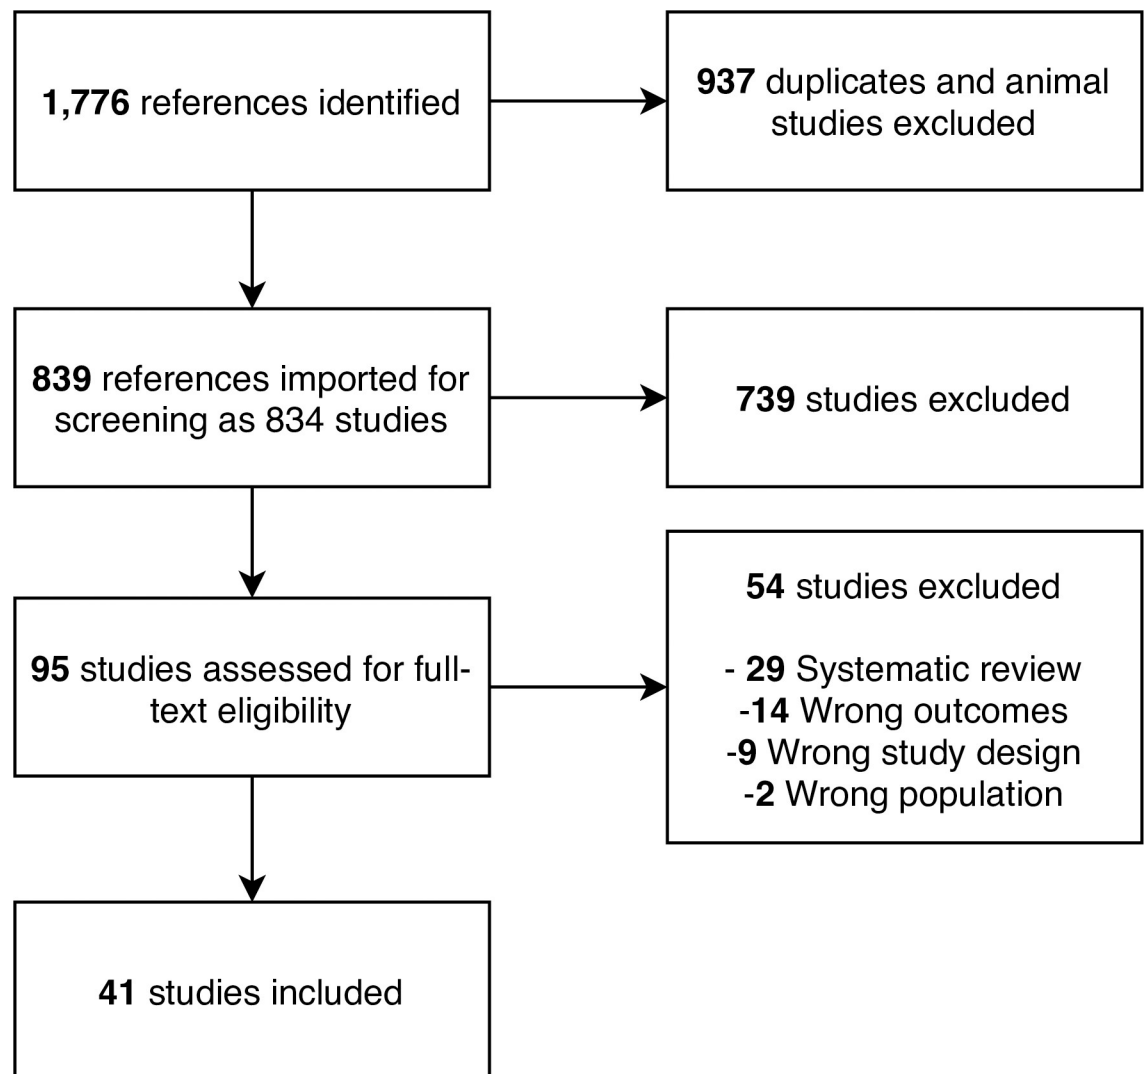 1,776 references identified
937 duplicates and animal
studies excluded
839 references imported for
screening as 834 studies
739 studies excluded
95 studies assessed for full-
text eligibility
54 studies excluded
- 29 Systematic review
-14 Wrong outcomes
-9 Wrong study design
-2 Wrong population
41 studies included